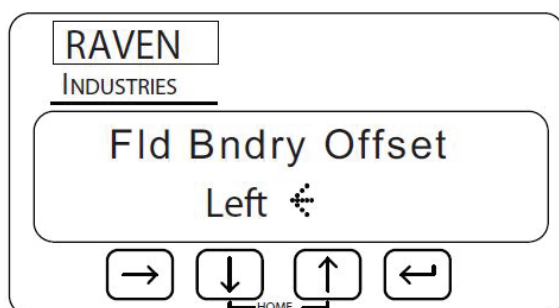 RAVEN
INDUSTRIES
Fld Bndry Offset
Left
HOME